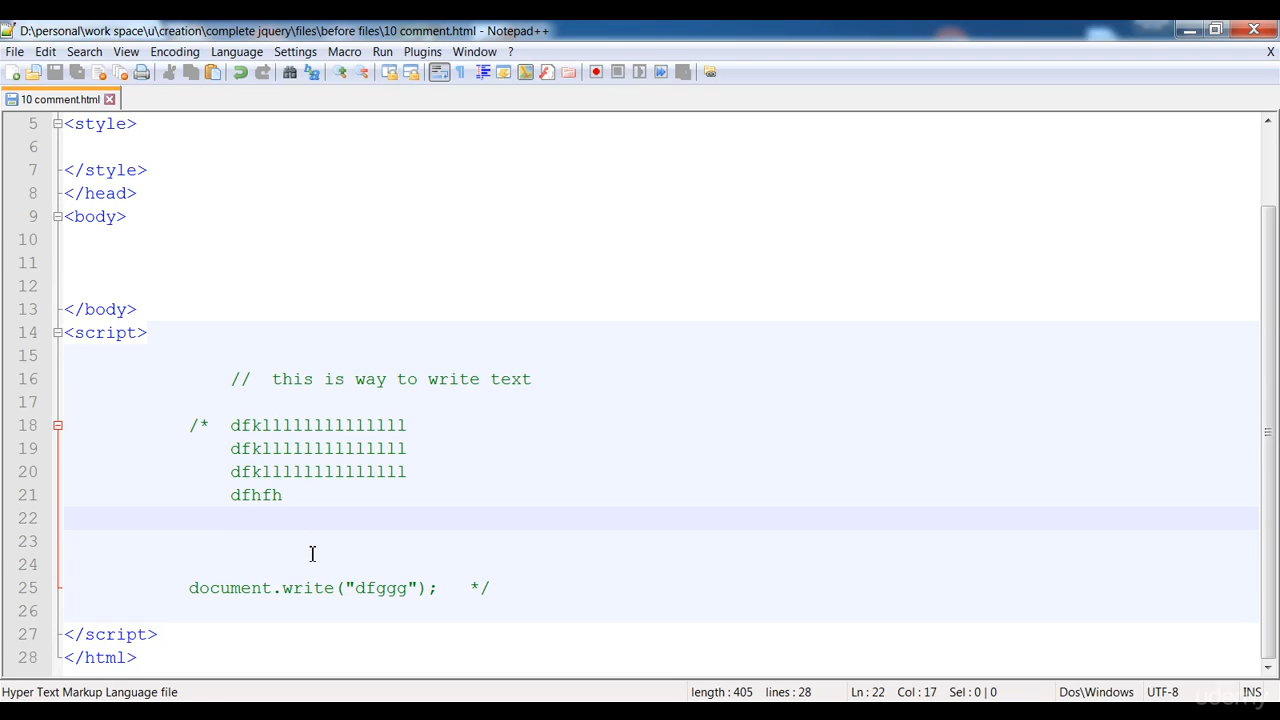 D:\personal\work space\u\creation\complete jquery\files\before files\10 comment.html - Notepad++
File Edit Search View Encoding Language Settings Macro Run Plugins Window ? X
10 comment.html
5 <style>
6
7 </style>
8 </head>
9 <body>
10
11
12
13 </body>
14 <script>
15
16 // this is way to write text
17
18 /* dfkllllllllllllll
19 dfkllllllllllllll
20 dfkllllllllllllll
21 dfhfh
22
23
24
25 document.write("dfggg"); */
26
27 </script>
28 </html>
Hyper Text Markup Language file length : 405 lines : 28 Ln : 22 Col : 17 Sel : 0 | 0 Dos\Windows UTF-8 INS
udemy